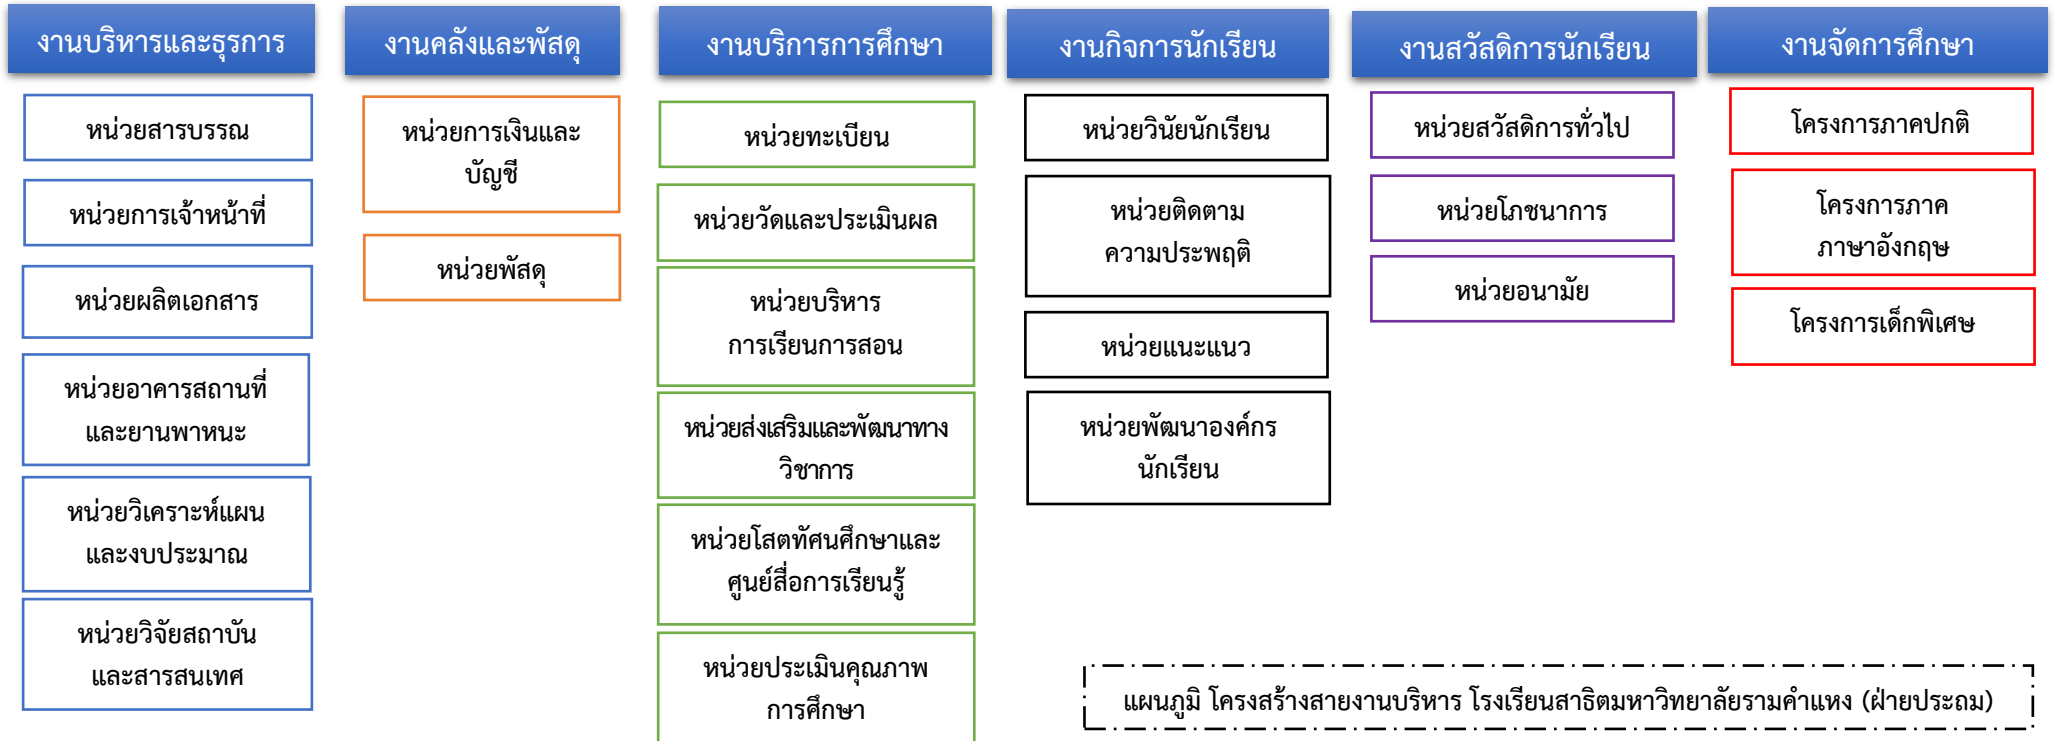 งานบริหารและธุรการ
หน่วยสารบรรณ
หน่วยการเจ้าหน้าที่
หน่วยผลิตเอกสาร
หน่วยอาคารสถานที่
และยานพาหนะ
หน่วยวิเคราะห์แผน
และงบประมาณ
หน่วยวิจัยสถาบัน
และสารสนเทศ
งานคลังและพัสดุ
หน่วยการเงินและ
บัญชี
หน่วยพัสดุ
งานบริการการศึกษา
หน่วยทะเบียน
หน่วยวัดและประเมินผล
หน่วยบริหาร
การเรียนการสอน
หน่วยส่งเสริมและพัฒนาทาง
วิชาการ
หน่วยโสตทัศนศึกษาและ
ศูนย์สื่อการเรียนรู้
หน่วยประเมินคุณภาพ
การศึกษา
งานกิจการนักเรียน
หน่วยวินัยนักเรียน
หน่วยติดตาม
ความประพฤติ
หน่วยแนะแนว
หน่วยพัฒนาองค์กร
นักเรียน
งานสวัสดิการนักเรียน
หน่วยสวัสดิการทั่วไป
หน่วยโภชนาการ
หน่วยอนามัย
งานจัดการศึกษา
โครงการภาคปกติ
โครงการภาค
ภาษาอังกฤษ
โครงการเด็กพิเศษ
แผนภูมิ โครงสร้างสายงานบริหาร โรงเรียนสาธิตมหาวิทยาลัยรามคำแหง (ฝ่ายประถม)